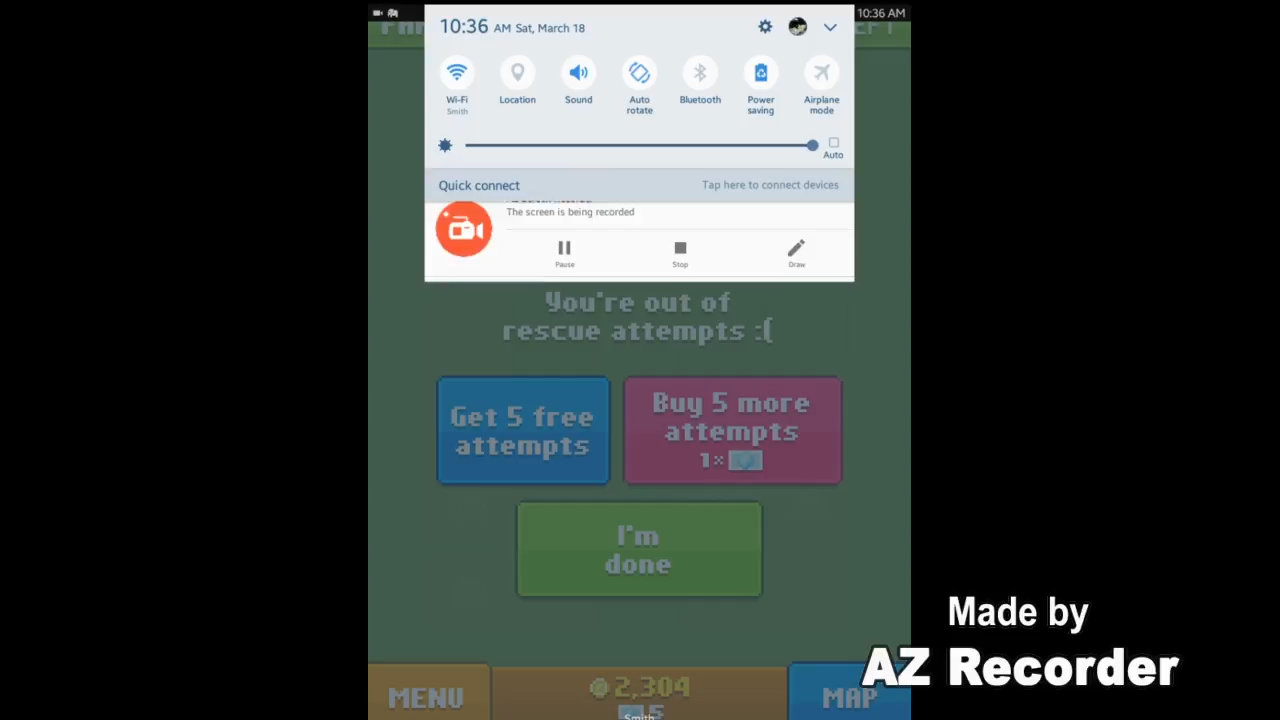 10:36 AM
10:36 AM Sat, March 18
Wi-Fi
Smith
Location
Sound
Auto
rotate
Bluetooth
Power
saving
Airplane
mode
Auto
Quick connect
Tap here to connect devices
The screen is being recorded
Pause
Stop
Draw
You're out of
rescue attempts :(
Get 5 free
attempts
Buy 5 more
attempts
1×
I'm
done
MENU
2,304
5
MAP
Smith
Made by
AZ Recorder